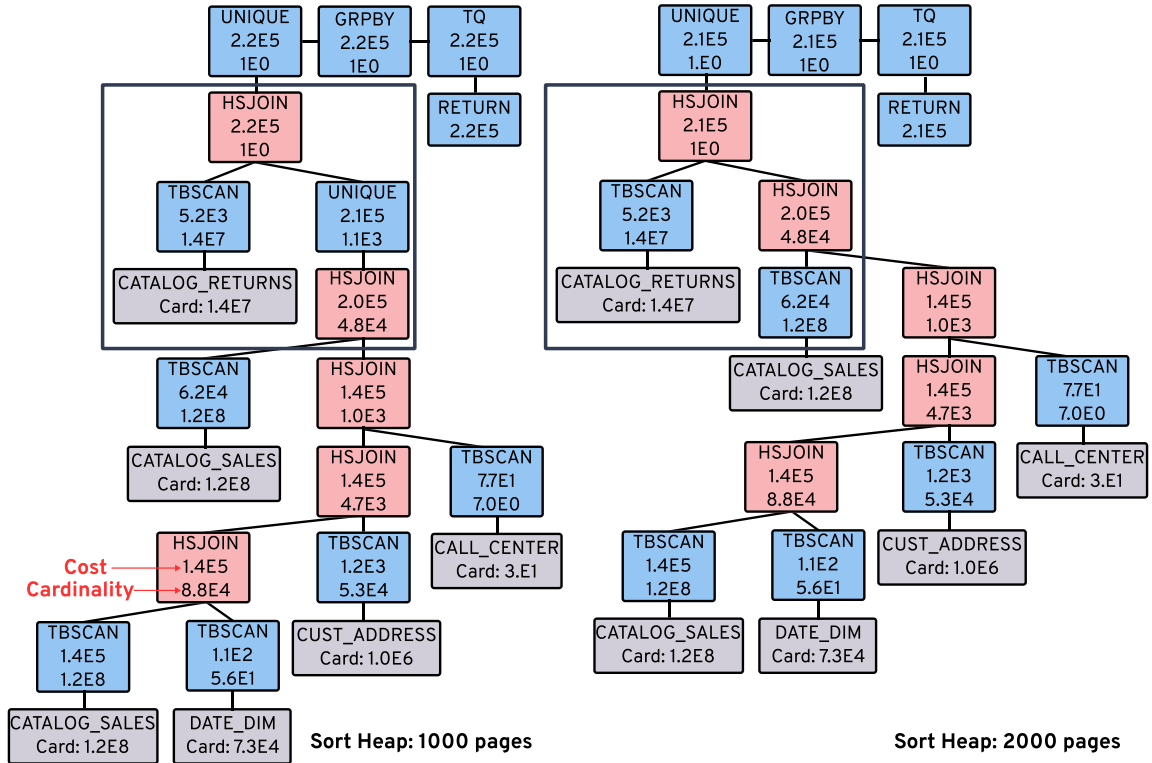 UNIQUE
2.2E5
1E0
GRPBY
2.2E5
1E0
TQ
2.2E5
1E0
RETURN
2.2E5
HSJOIN
2.2E5
1E0
TBSCAN
5.2E3
1.4E7
UNIQUE
2.1E5
1.1E3
CATALOG_RETURNS
Card: 1.4E7
HSJOIN
2.0E5
4.8E4
TBSCAN
6.2E4
1.2E8
HSJOIN
1.4E5
1.0E3
CATALOG_SALES
Card: 1.2E8
HSJOIN
1.4E5
4.7E3
TBSCAN
7.7E1
7.0E0
HSJOIN
1.4E5
8.8E4
Cost
Cardinality
TBSCAN
1.2E3
5.3E4
CALL_CENTER
Card: 3.E1
TBSCAN
1.4E5
1.2E8
TBSCAN
1.1E2
5.6E1
CUST_ADDRESS
Card: 1.0E6
CATALOG_SALES
Card: 1.2E8
DATE_DIM
Card: 7.3E4
Sort Heap: 1000 pages
UNIQUE
2.1E5
1.E0
GRPBY
2.1E5
1E0
TQ
2.1E5
1E0
RETURN
2.1E5
HSJOIN
2.1E5
1E0
TBSCAN
5.2E3
1.4E7
HSJOIN
2.0E5
4.8E4
CATALOG_RETURNS
Card: 1.4E7
TBSCAN
6.2E4
1.2E8
HSJOIN
1.4E5
1.0E3
CATALOG_SALES
Card: 1.2E8
HSJOIN
1.4E5
4.7E3
TBSCAN
7.7E1
7.0E0
HSJOIN
1.4E5
8.8E4
TBSCAN
1.2E3
5.3E4
CALL_CENTER
Card: 3.E1
TBSCAN
1.4E5
1.2E8
TBSCAN
1.1E2
5.6E1
CUST_ADDRESS
Card: 1.0E6
CATALOG_SALES
Card: 1.2E8
DATE_DIM
Card: 7.3E4
Sort Heap: 2000 pages